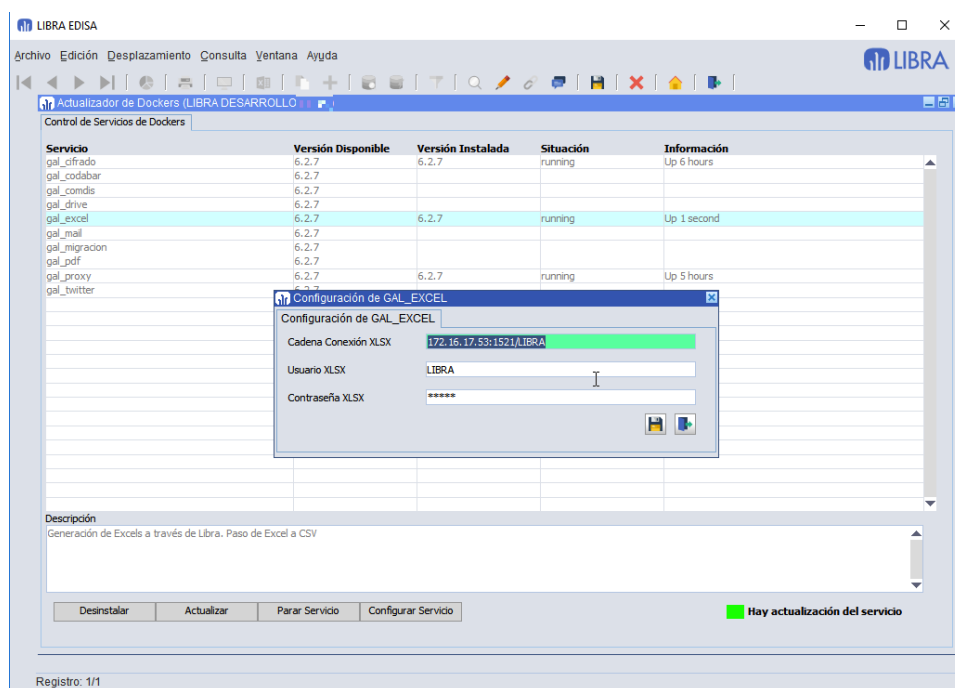 LIBRA EDISA
Archivo Edición Desplazamiento Consulta Ventana Ayuda
LIBRA
Actualizador de Dockers (LIBRA DESARROLLO
Control de Servicios de Dockers
Servicio Versión Disponible Versión Instalada Situación Información
gal_cifrado 6.2.7 6.2.7 running Up 6 hours
gal_codabar 6.2.7
gal_comdis 6.2.7
gal_drive 6.2.7
gal_excel 6.2.7 6.2.7 running Up 1 second
gal_mail 6.2.7
gal_migracion 6.2.7
gal_pdf 6.2.7
gal_proxy 6.2.7 6.2.7 running Up 5 hours
gal_twitter
Configuración de GAL_EXCEL
Configuración de GAL_EXCEL
Cadena Conexión XLSX 172.16.17.53:1521/LIBRA
Usuario XLSX LIBRA
Contraseña XLSX *****
Descripción
Generación de Excels a través de Libra. Paso de Excel a CSV
Desinstalar Actualizar Parar Servicio Configurar Servicio Hay actualización del servicio
Registro: 1/1